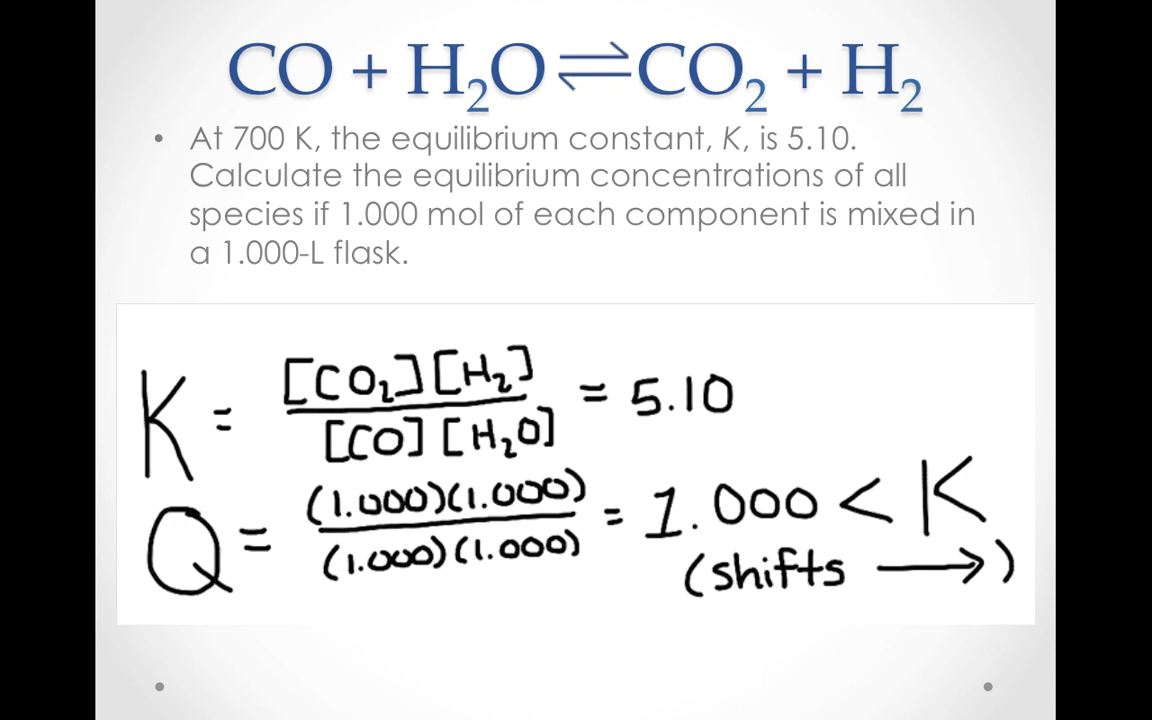 CO + H₂O ⇌ CO₂ + H₂
• At 700 K, the equilibrium constant, K, is 5.10.
Calculate the equilibrium concentrations of all
species if 1.000 mol of each component is mixed in
a 1.000-L flask.
K = [CO₂][H₂] / [CO][H₂O] = 5.10
Q = (1.000)(1.000) / (1.000)(1.000) = 1.000 < K
(shifts ⟶)